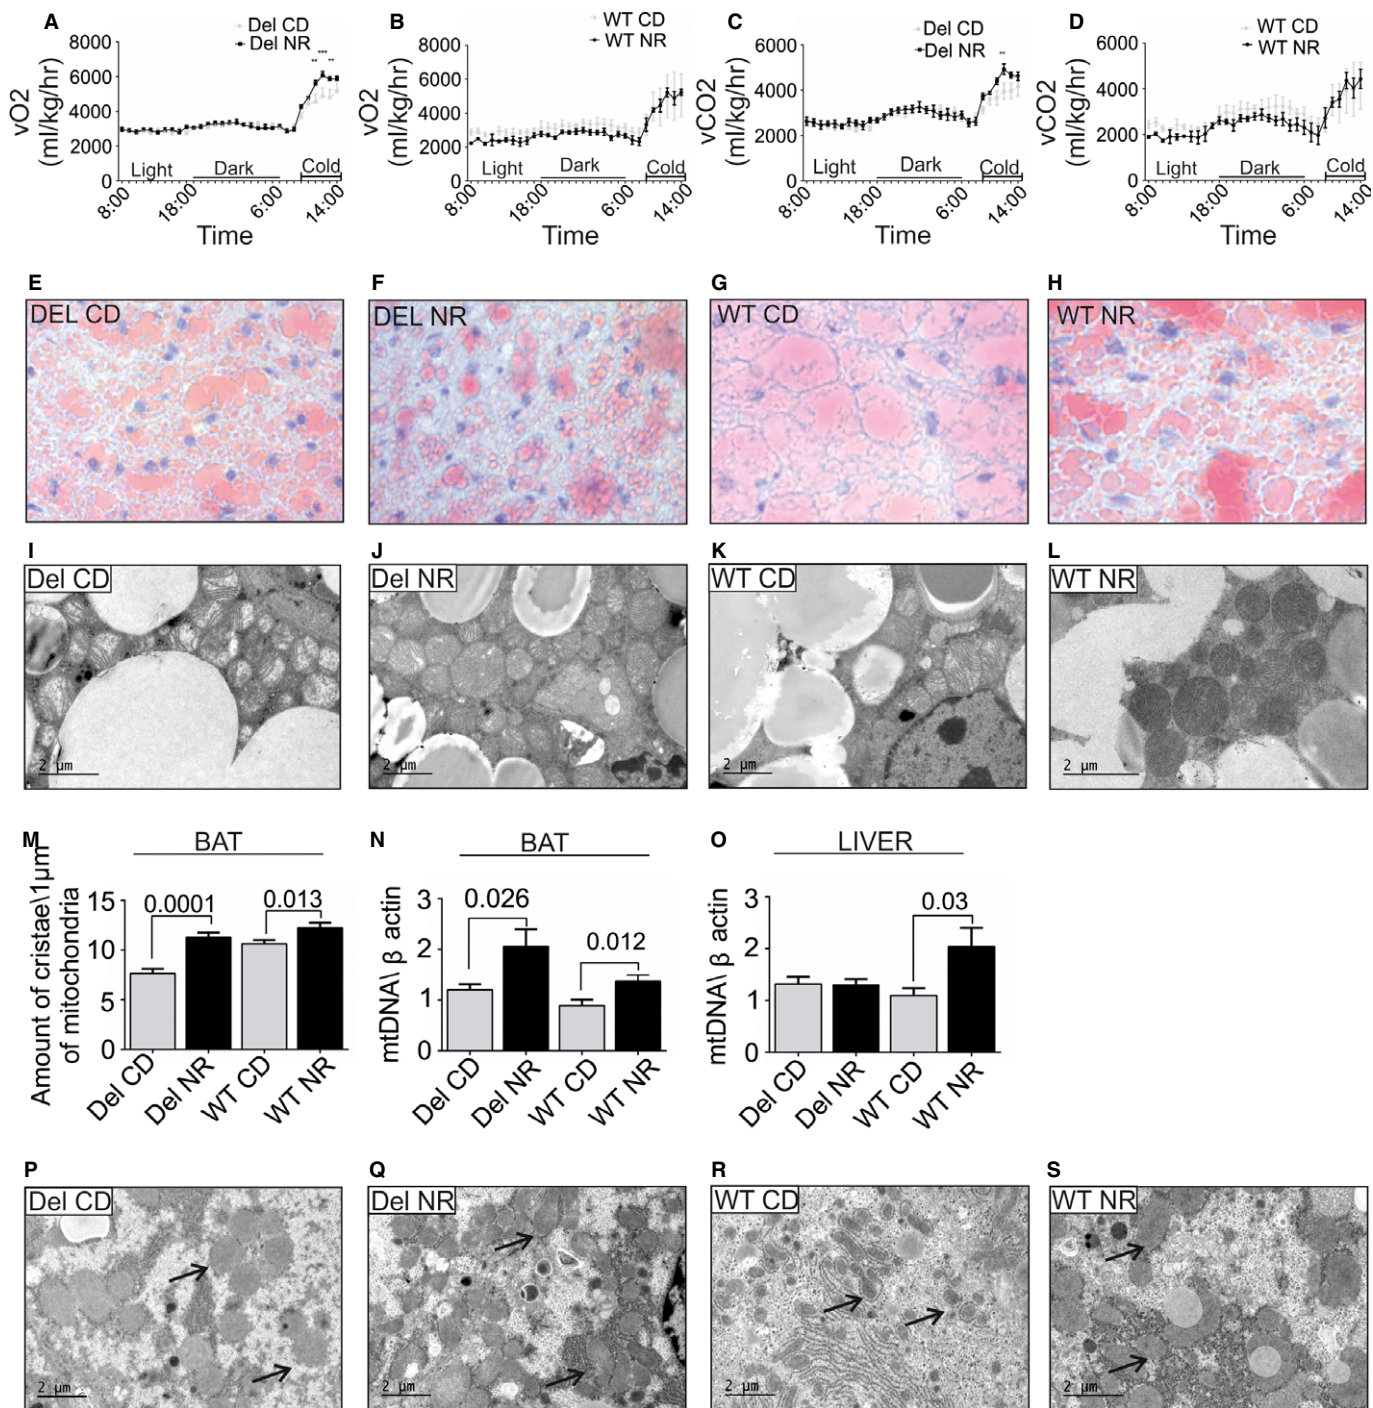 A
Del CD
Del NR
**
***
**
8000
6000
4000
2000
0
vO2
(ml/kg/hr)
Light
Dark
Cold
8:00
18:00
6:00
14:00
Time
B
WT CD
WT NR
8000
6000
4000
2000
0
vO2
(ml/kg/hr)
Light
Dark
Cold
8:00
18:00
6:00
14:00
Time
C
Del CD
Del NR
**
6000
4000
2000
0
vCO2
(ml/kg/hr)
Light
Dark
Cold
8:00
18:00
6:00
14:00
Time
D
WT CD
WT NR
6000
4000
2000
0
vCO2
(ml/kg/hr)
Light
Dark
Cold
8:00
18:00
6:00
14:00
Time
E
DEL CD
F
DEL NR
G
WT CD
H
WT NR
I
Del CD
2 µm
J
Del NR
2 µm
K
WT CD
2 µm
L
WT NR
2 µm
M
BAT
Amount of cristae\1µm
of mitochondria
15
10
5
0
0.0001
0.013
Del CD
Del NR
WT CD
WT NR
N
BAT
mtDNA\ β actin
3
2
1
0
0.026
0.012
Del CD
Del NR
WT CD
WT NR
O
LIVER
mtDNA\ β actin
3
2
1
0
0.03
Del CD
Del NR
WT CD
WT NR
P
Del CD
2 µm
Q
Del NR
2 µm
R
WT CD
2 µm
S
WT NR
2 µm